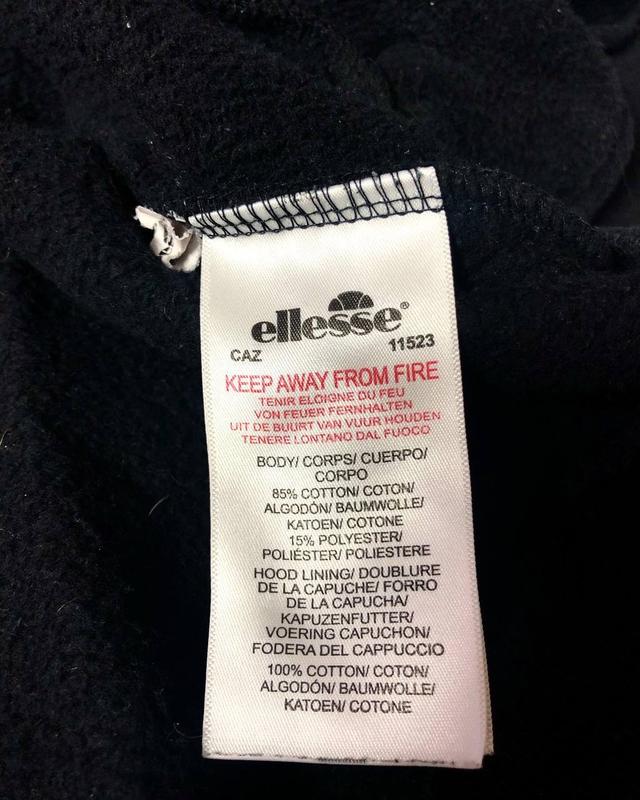 ellesse®
CAZ 11523
KEEP AWAY FROM FIRE
TENIR ELOIGNE DU FEU
VON FEUER FERNHALTEN
UIT DE BUURT VAN VUUR HOUDEN
TENERE LONTANO DAL FUOCO
BODY/ CORPS/ CUERPO/
CORPO
85% COTTON/ COTON/
ALGODÓN/ BAUMWOLLE/
KATOEN/ COTONE
15% POLYESTER/
POLIÉSTER/ POLIESTERE
HOOD LINING/ DOUBLURE
DE LA CAPUCHE/ FORRO
DE LA CAPUCHA/
KAPUZENFUTTER/
VOERING CAPUCHON/
FODERA DEL CAPPUCCIO
100% COTTON/ COTON/
ALGODÓN/ BAUMWOLLE/
KATOEN/ COTONE